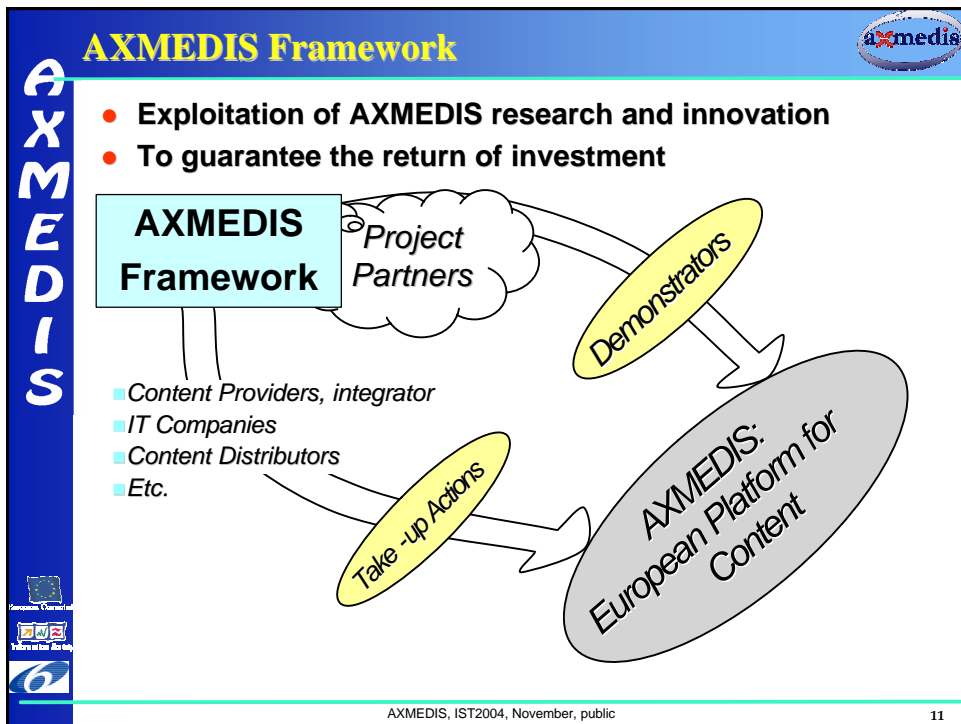 AXMEDIS Framework
axmedis
AXMEDIS
Exploitation of AXMEDIS research and innovation
To guarantee the return of investment
AXMEDIS
Framework
Project
Partners
Demonstrators
Content Providers, integrator
IT Companies
Content Distributors
Etc.
Take -up Actions
AXMEDIS:
European Platform for
Content
6
AXMEDIS, IST2004, November, public
11